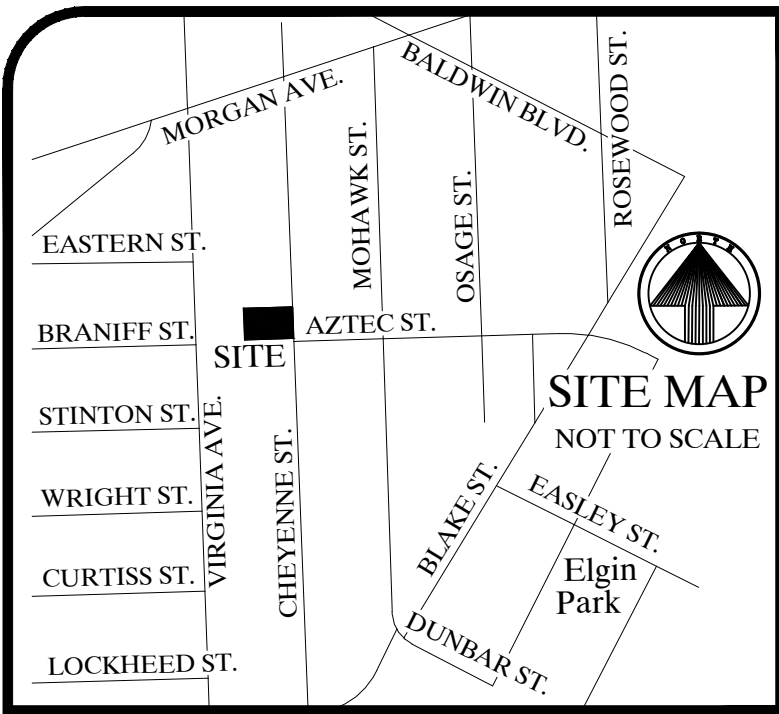 MORGAN AVE.
BALDWIN BLVD.
ROSEWOOD ST.
MOHAWK ST.
OSAGE ST.
EASTERN ST.
NORTH
BRANIFF ST.
SITE
AZTEC ST.
SITE MAP
NOT TO SCALE
STINTON ST.
VIRGINIA AVE.
CHEYENNE ST.
BLAKE ST.
EASLEY ST.
WRIGHT ST.
CURTISS ST.
Elgin
Park
DUNBAR ST.
LOCKHEED ST.